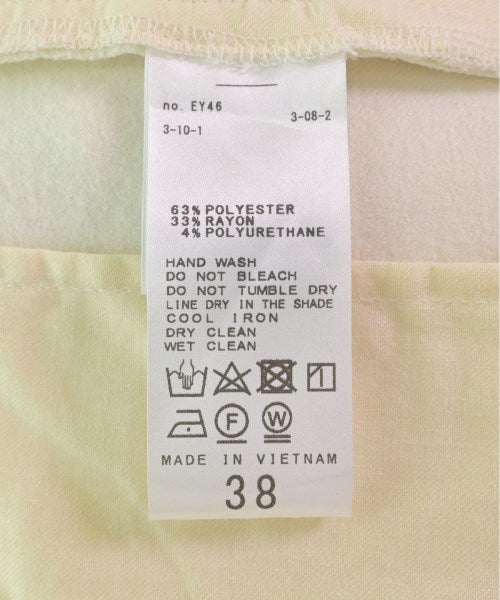 no. EY46
3-08-2
3-10-1
63% POLYESTER
33% RAYON
4% POLYURETHANE
HAND WASH
DO NOT BLEACH
DO NOT TUMBLE DRY
LINE DRY IN THE SHADE
COOL IRON
DRY CLEAN
WET CLEAN
F W
MADE IN VIETNAM
38